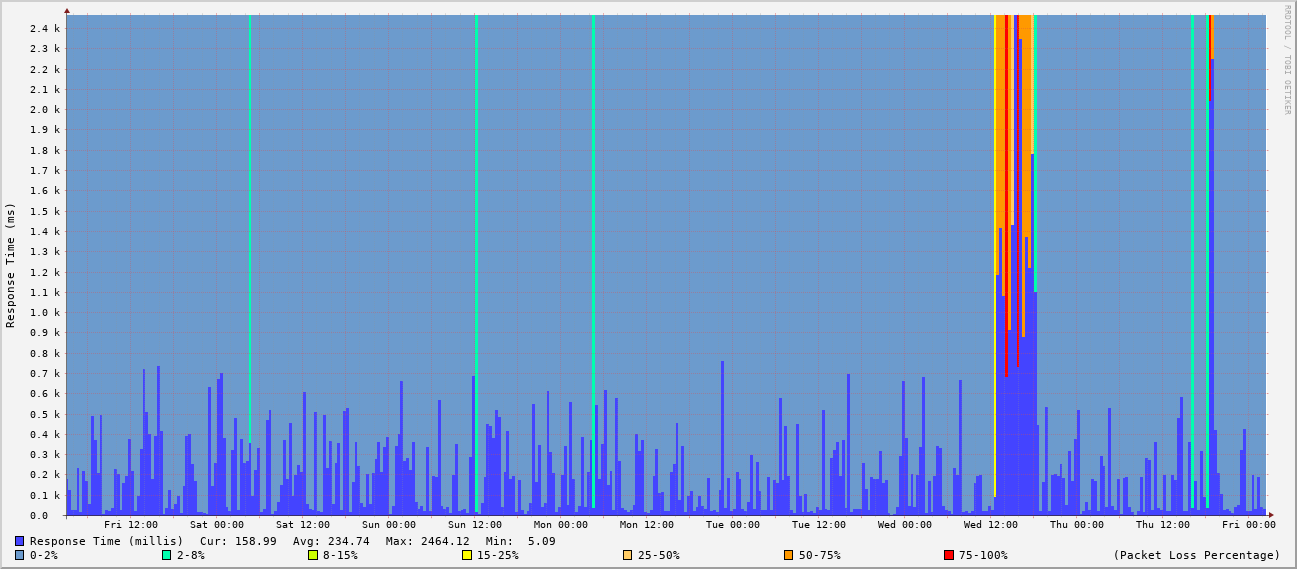 RRDTOOL / TOBI OETIKER
Response Time (ms)
2.4 k
2.3 k
2.2 k
2.1 k
2.0 k
1.9 k
1.8 k
1.7 k
1.6 k
1.5 k
1.4 k
1.3 k
1.2 k
1.1 k
1.0 k
0.9 k
0.8 k
0.7 k
0.6 k
0.5 k
0.4 k
0.3 k
0.2 k
0.1 k
0.0
Fri 12:00 Sat 00:00 Sat 12:00 Sun 00:00 Sun 12:00 Mon 00:00 Mon 12:00 Tue 00:00 Tue 12:00 Wed 00:00 Wed 12:00 Thu 00:00 Thu 12:00 Fri 00:00
Response Time (millis) Cur: 158.99 Avg: 234.74 Max: 2464.12 Min: 5.09
0-2% 2-8% 8-15% 15-25% 25-50% 50-75% 75-100% (Packet Loss Percentage)